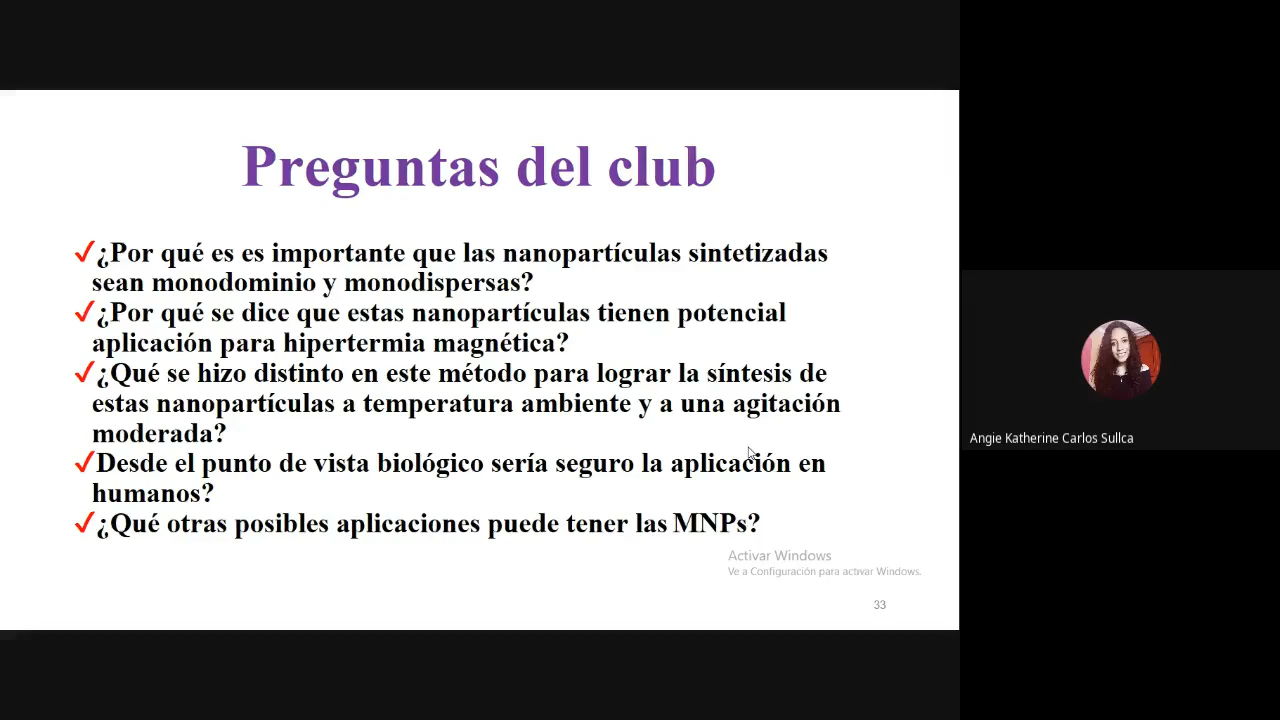 Preguntas del club
✓¿Por qué es es importante que las nanopartículas sintetizadas
sean monodominio y monodispersas?
✓¿Por qué se dice que estas nanopartículas tienen potencial
aplicación para hipertermia magnética?
✓¿Qué se hizo distinto en este método para lograr la síntesis de
estas nanopartículas a temperatura ambiente y a una agitación
moderada?
✓Desde el punto de vista biológico sería seguro la aplicación en
humanos?
✓¿Qué otras posibles aplicaciones puede tener las MNPs?
Activar Windows
Ve a Configuración para activar Windows.
33
Angie Katherine Carlos Sullca